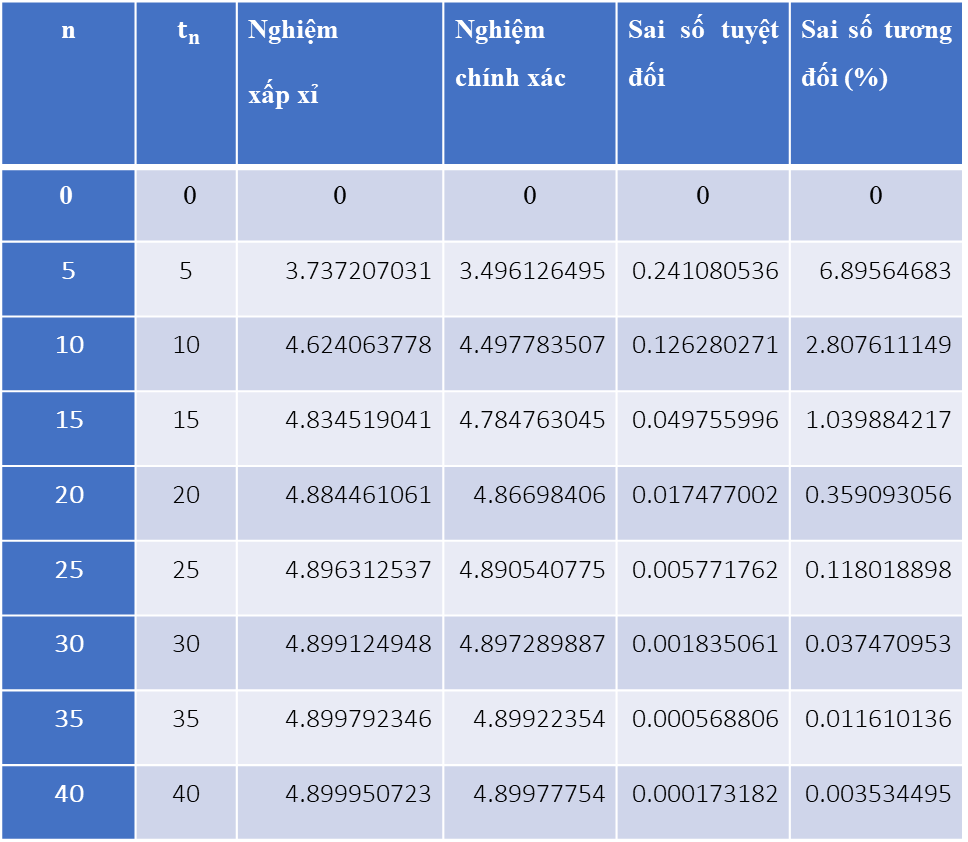 n tₙ Nghiệm xấp xỉ Nghiệm chính xác Sai số tuyệt đối Sai số tương đối (%)
0 0 0 0 0 0
5 5 3.737207031 3.496126495 0.241080536 6.89564683
10 10 4.624063778 4.497783507 0.126280271 2.807611149
15 15 4.834519041 4.784763045 0.049755996 1.039884217
20 20 4.884461061 4.86698406 0.017477002 0.359093056
25 25 4.896312537 4.890540775 0.005771762 0.118018898
30 30 4.899124948 4.897289887 0.001835061 0.037470953
35 35 4.899792346 4.89922354 0.000568806 0.011610136
40 40 4.899950723 4.89977754 0.000173182 0.003534495